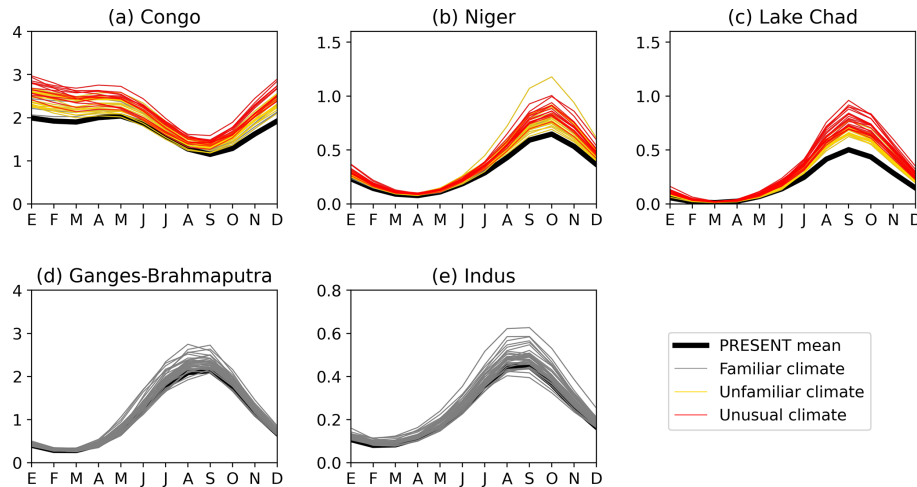 (a) Congo
(b) Niger
(c) Lake Chad
4
3
2
1
0
E F M A M J J A S O N D
1.5
1.0
0.5
0.0
E F M A M J J A S O N D
1.5
1.0
0.5
0.0
E F M A M J J A S O N D
(d) Ganges-Brahmaputra
(e) Indus
4
3
2
1
0
E F M A M J J A S O N D
0.8
0.6
0.4
0.2
0.0
E F M A M J J A S O N D
PRESENT mean
Familiar climate
Unfamiliar climate
Unusual climate